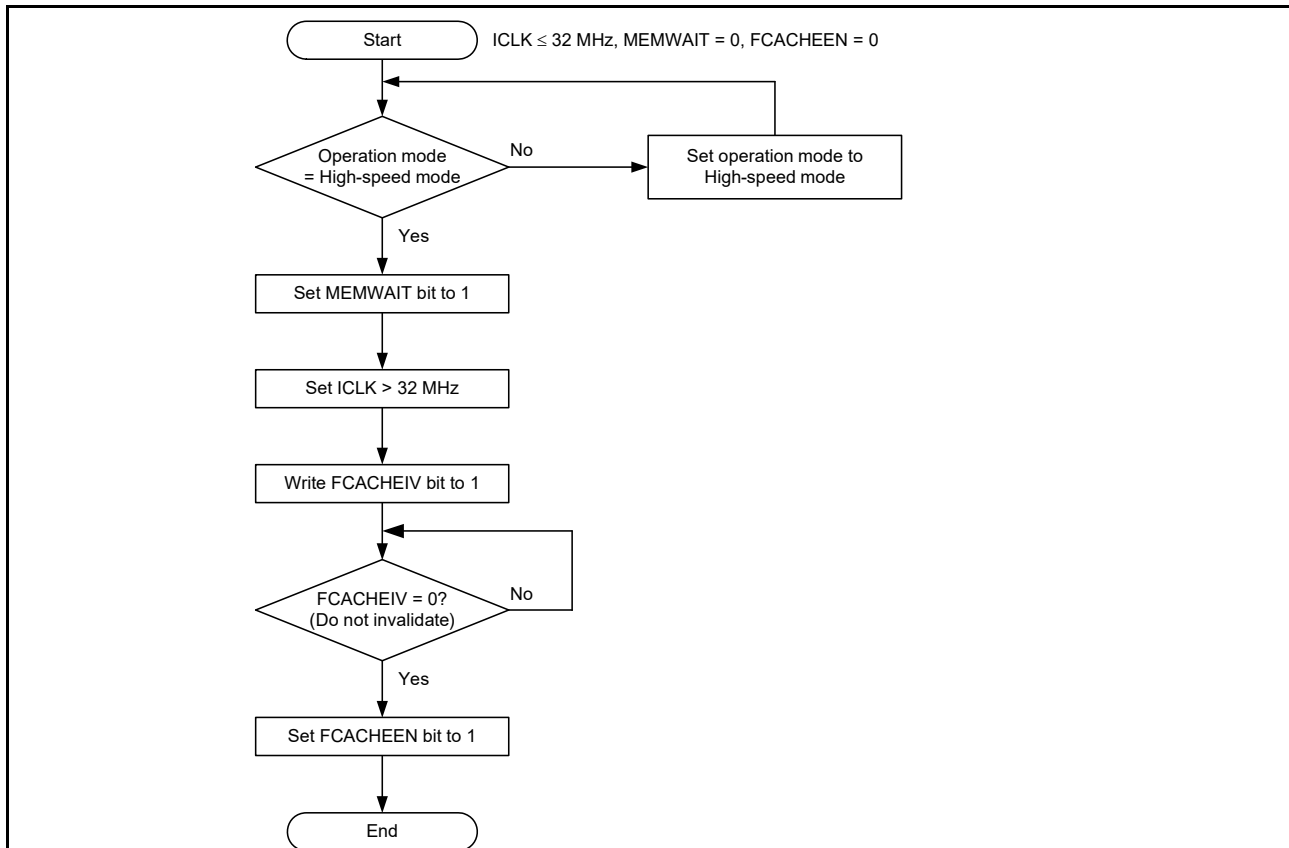 Start
ICLK ≤ 32 MHz, MEMWAIT = 0, FCACHEEN = 0
Operation mode
= High-speed mode
No
Set operation mode to
High-speed mode
Yes
Set MEMWAIT bit to 1
Set ICLK > 32 MHz
Write FCACHEIV bit to 1
FCACHEIV = 0?
(Do not invalidate)
No
Yes
Set FCACHEEN bit to 1
End